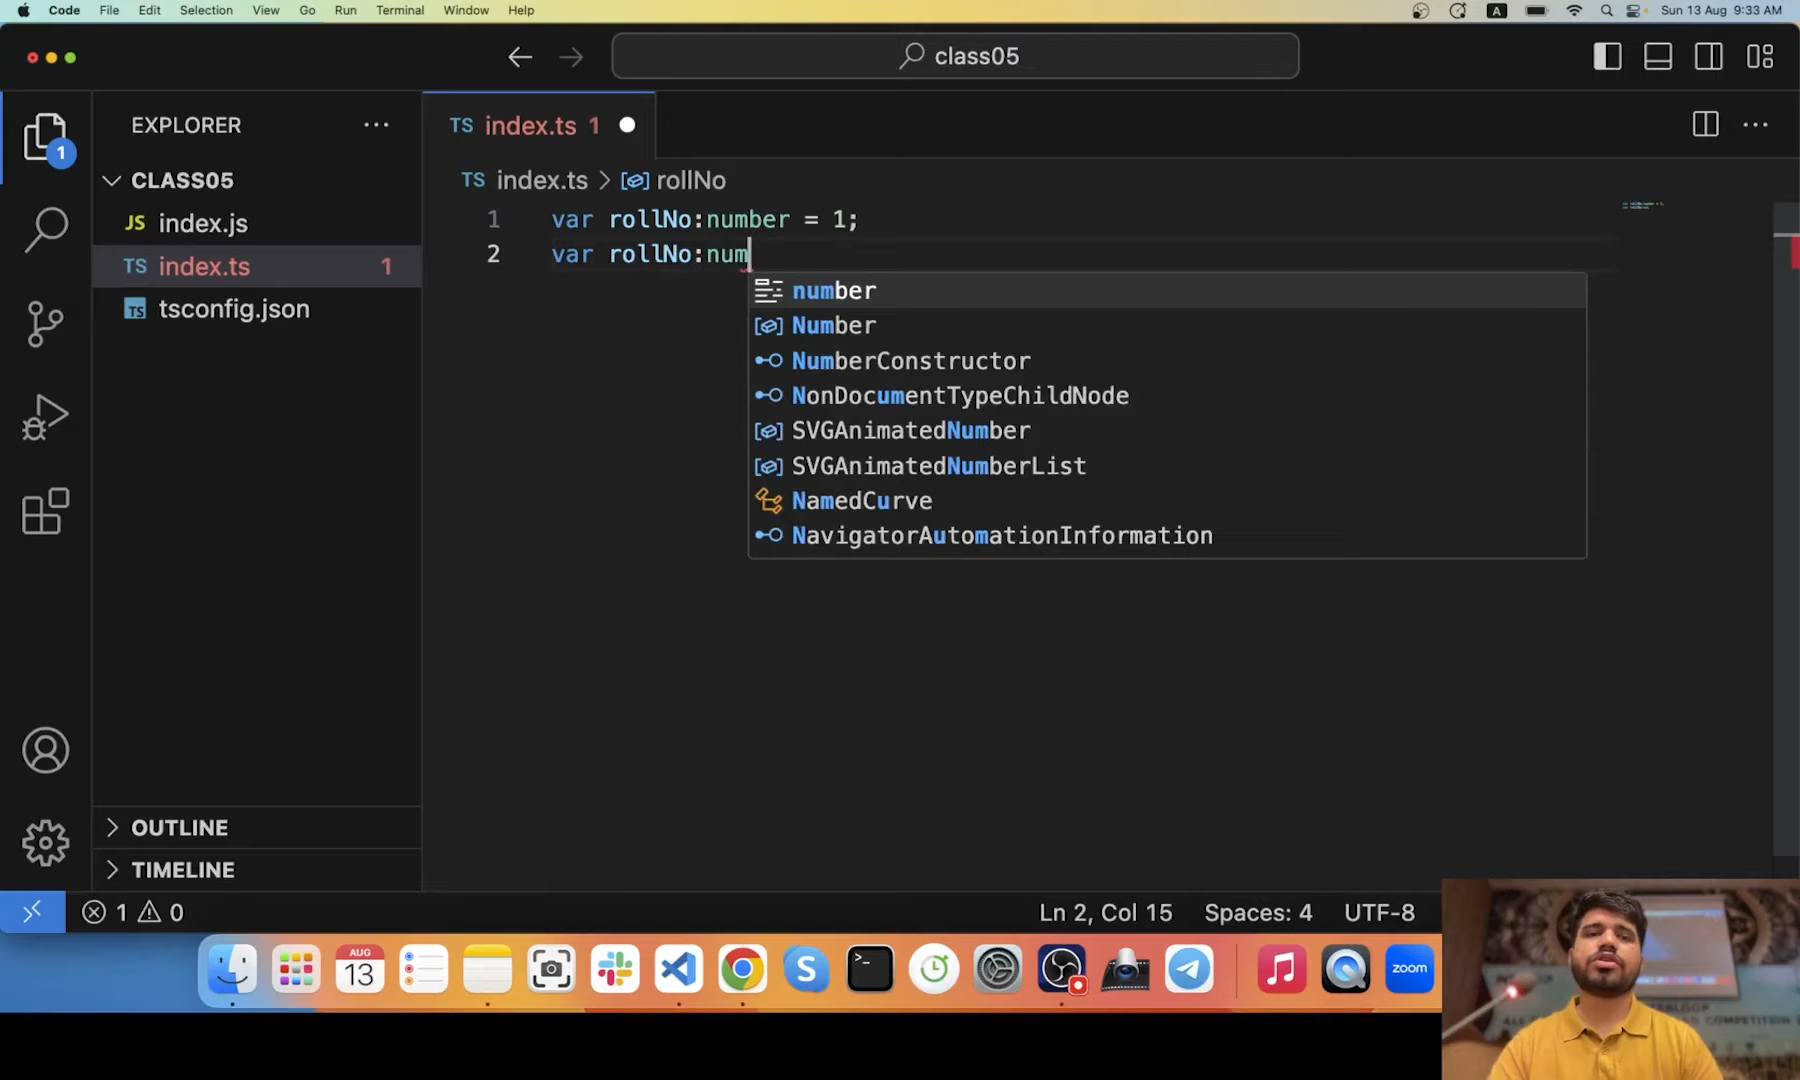 Code File Edit Selection View Go Run Terminal Window Help
A
Sun 13 Aug 9:33 AM
class05
1
EXPLORER
TS index.ts 1
CLASS05
TS index.ts > rollNo
JS index.js
1 var rollNo:number = 1;
TS index.ts 1
2 var rollNo:num
TS tsconfig.json
number
Number
NumberConstructor
NonDocumentTypeChildNode
SVGAnimatedNumber
SVGAnimatedNumberList
NamedCurve
NavigatorAutomationInformation
OUTLINE
TIMELINE
1 0
Ln 2, Col 15 Spaces: 4 UTF-8
AUG
13
S
zoom